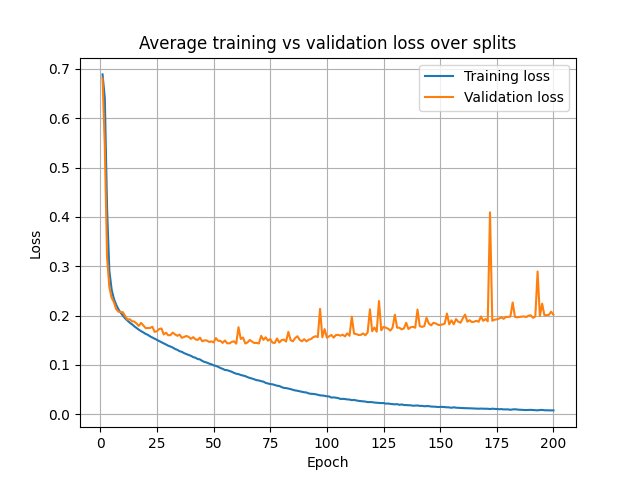 Average training vs validation loss over splits
Training loss
Validation loss
Loss
0.7
0.6
0.5
0.4
0.3
0.2
0.1
0.0
0 25 50 75 100 125 150 175 200
Epoch